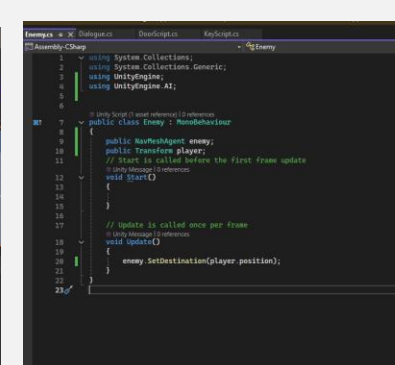 Enemy.cs Dialogue.cs DoorScript.cs KeyScript.cs
Assembly-CSharp Enemy
1 using System.Collections;
2 using System.Collections.Generic;
3 using UnityEngine;
4 using UnityEngine.AI;
5
6
Unity Script (1 asset reference) | 0 references
7 public class Enemy : MonoBehaviour
8 {
9 public NavMeshAgent enemy;
10 public Transform player;
11 // Start is called before the first frame update
Unity Message | 0 references
12 void Start()
13 {
14
15 }
16
17 // Update is called once per frame
Unity Message | 0 references
18 void Update()
19 {
20 enemy.SetDestination(player.position);
21 }
22 }
23